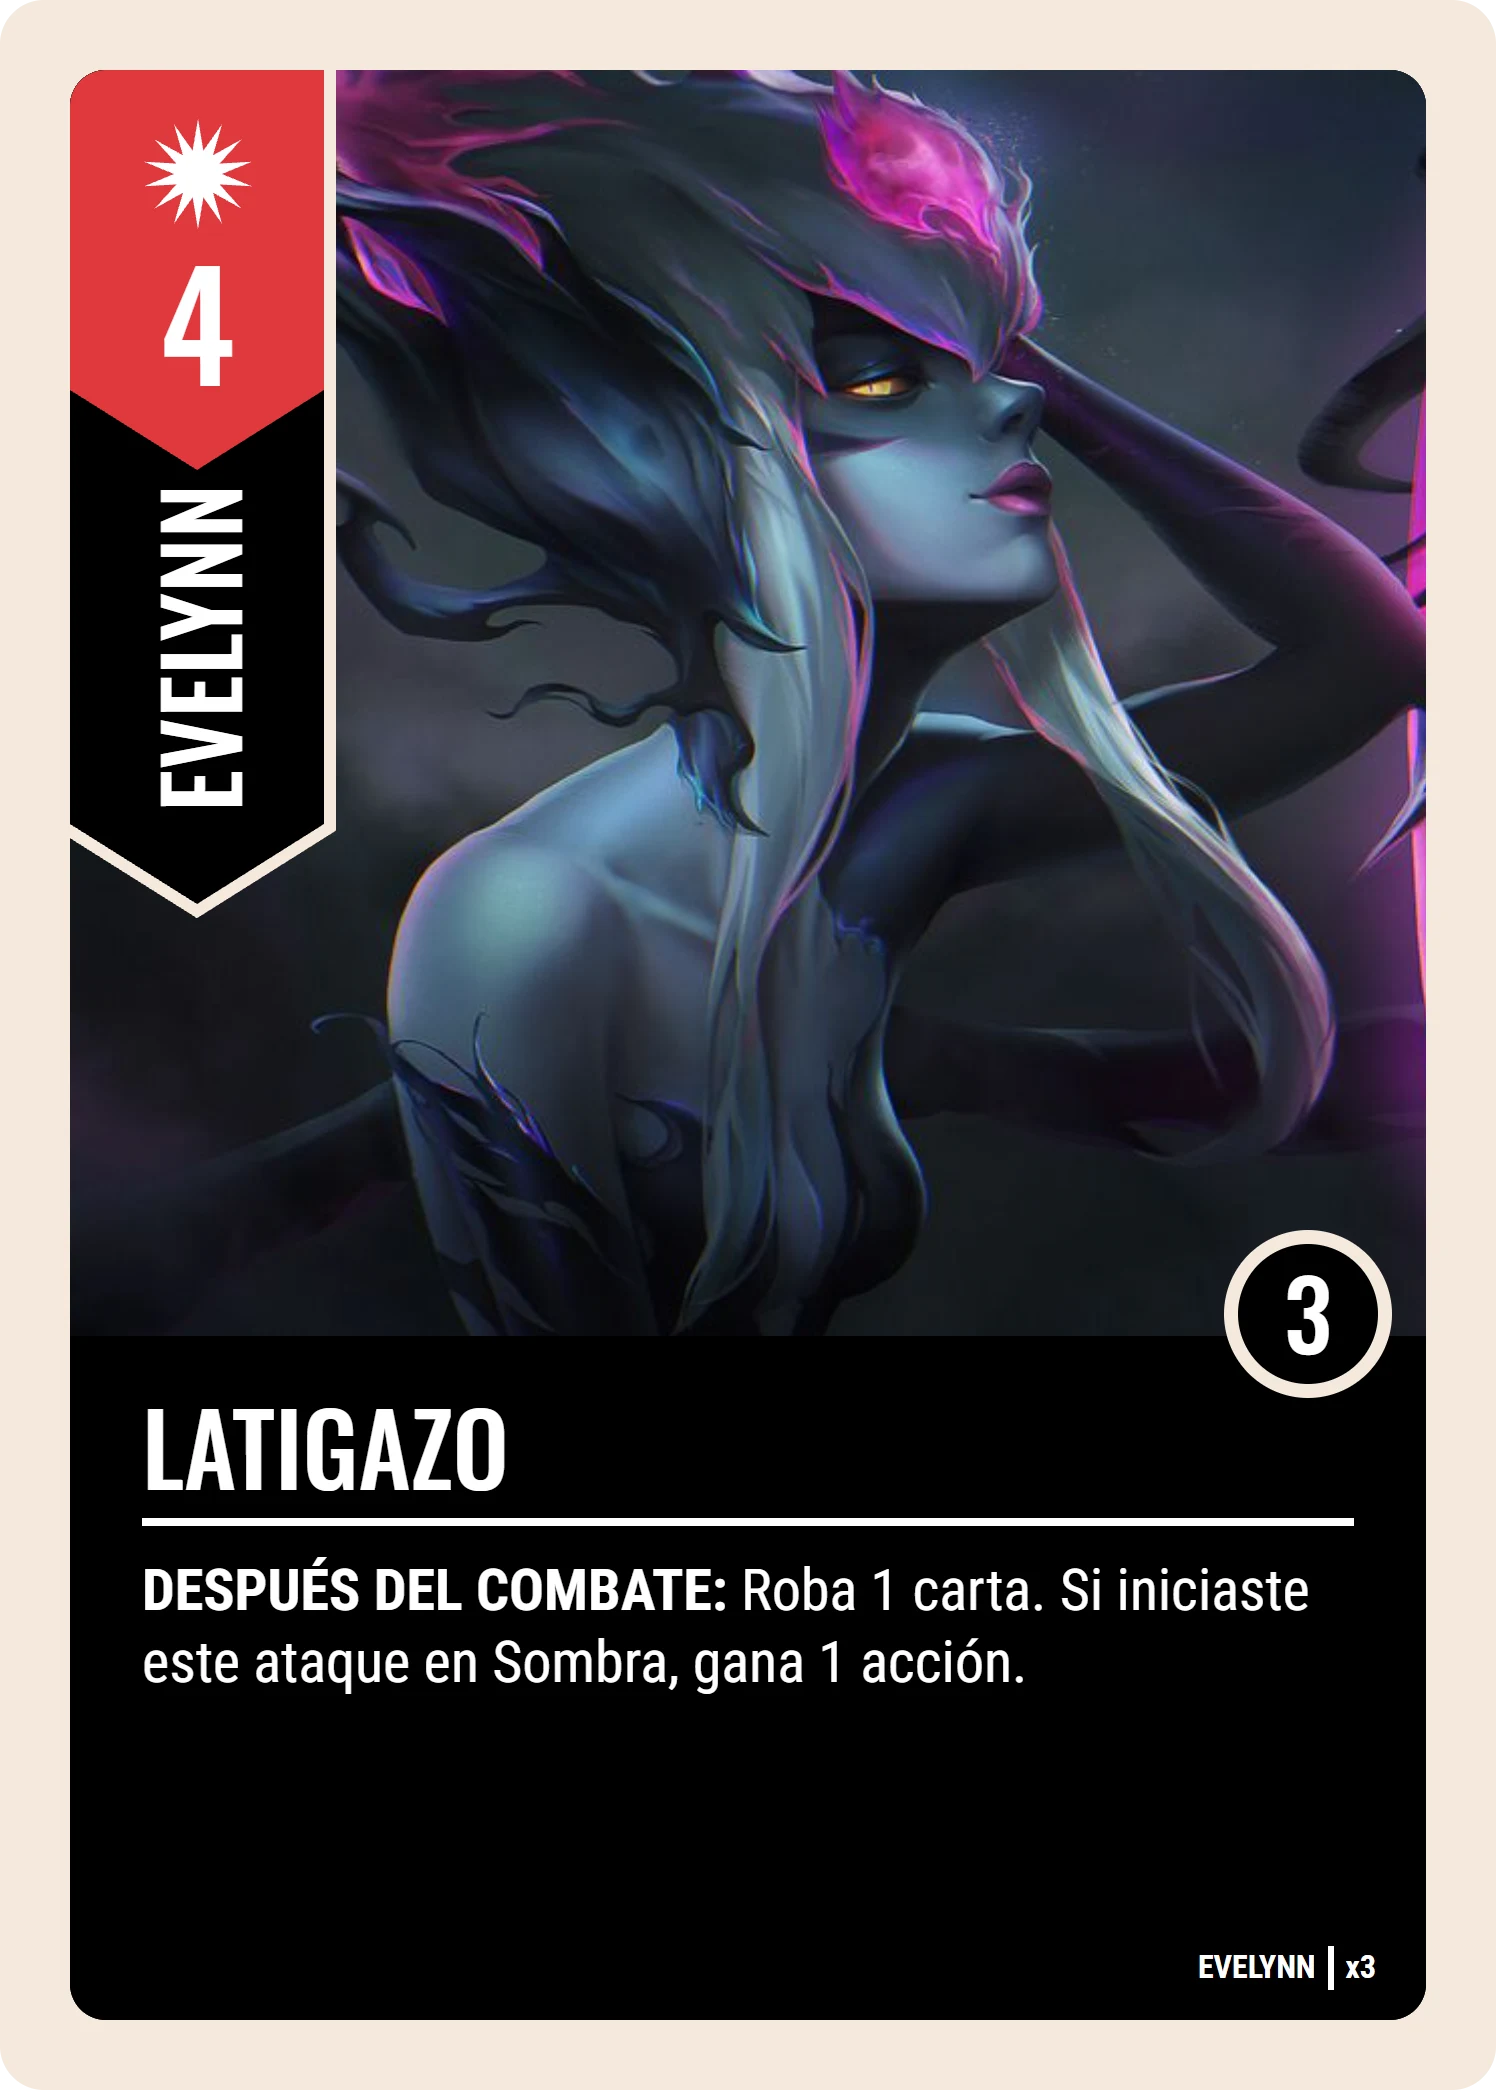 4
EVELYNN
3
LATIGAZO
DESPUÉS DEL COMBATE: Roba 1 carta. Si iniciaste
este ataque en Sombra, gana 1 acción.
EVELYNN | x3